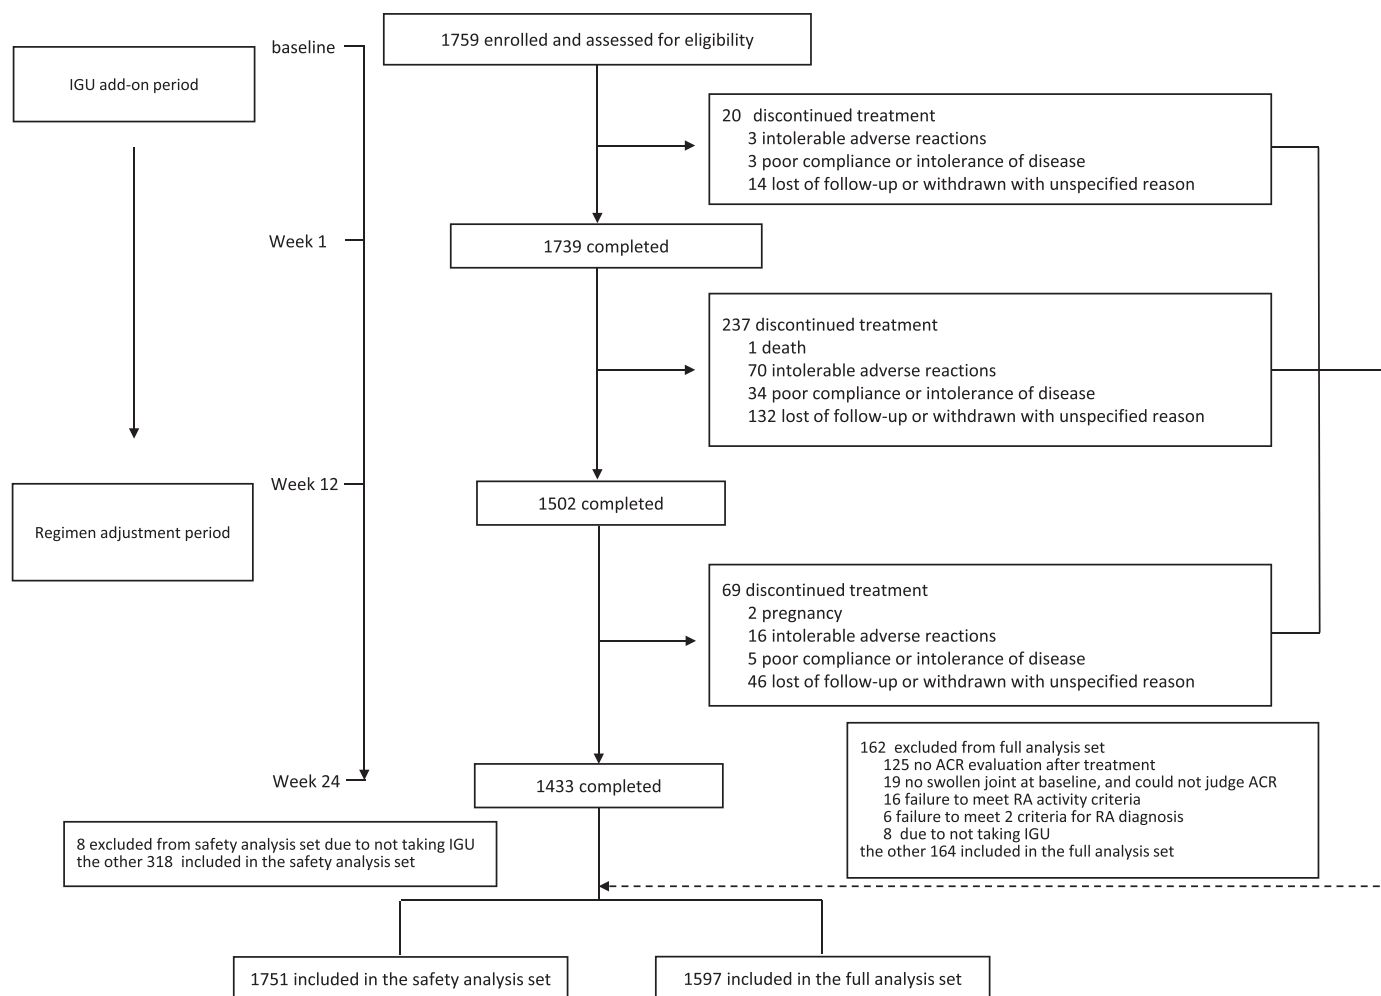 1759 enrolled and assessed for eligibility
baseline
IGU add-on period
20 discontinued treatment
3 intolerable adverse reactions
3 poor compliance or intolerance of disease
14 lost of follow-up or withdrawn with unspecified reason
Week 1
1739 completed
237 discontinued treatment
1 death
70 intolerable adverse reactions
34 poor compliance or intolerance of disease
132 lost of follow-up or withdrawn with unspecified reason
Week 12
1502 completed
Regimen adjustment period
69 discontinued treatment
2 pregnancy
16 intolerable adverse reactions
5 poor compliance or intolerance of disease
46 lost of follow-up or withdrawn with unspecified reason
Week 24
1433 completed
162 excluded from full analysis set
125 no ACR evaluation after treatment
19 no swollen joint at baseline, and could not judge ACR
16 failure to meet RA activity criteria
6 failure to meet 2 criteria for RA diagnosis
8 due to not taking IGU
the other 164 included in the full analysis set
8 excluded from safety analysis set due to not taking IGU
the other 318 included in the safety analysis set
1751 included in the safety analysis set
1597 included in the full analysis set